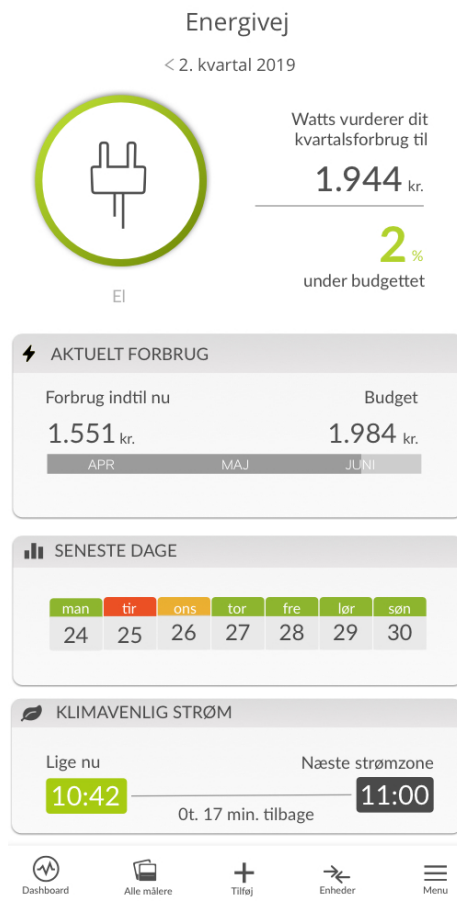 Energivej
< 2. kvartal 2019
Watts vurderer dit
kvartalsforbrug til
1.944 kr.
2 %
under budgettet
El
AKTUELT FORBRUG
Forbrug indtil nu Budget
1.551 kr. 1.984 kr.
APR MAJ JUNI
SENESTE DAGE
man tir ons tor fre lør søn
24 25 26 27 28 29 30
KLIMAVENLIG STRØM
Lige nu Næste strømzone
10:42 11:00
0t. 17 min. tilbage
Dashboard Alle målere Tilføj Enheder Menu